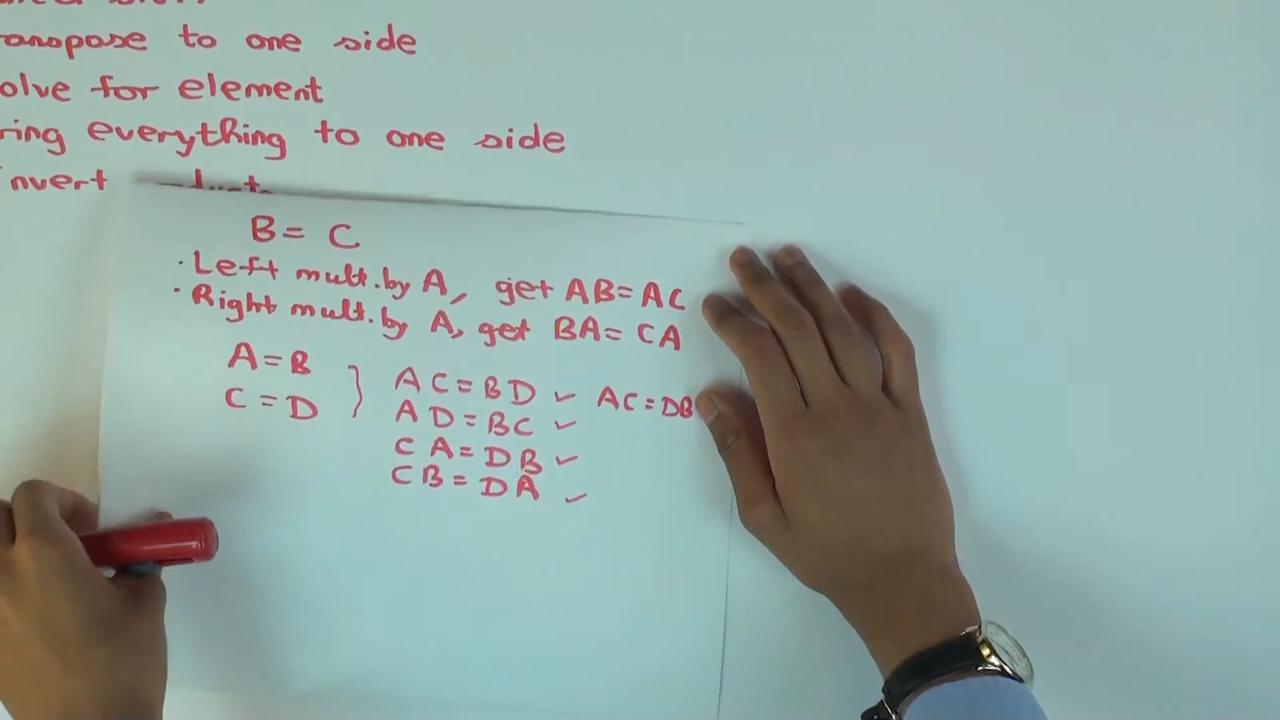 anspose to one side
olve for element
ring everything to one side
nvert
B = C
· Left mult. by A, get AB = AC
· Right mult. by A, get BA = CA
A = B
C = D } AC = BD ✓ AC = DB
AD = BC ✓
CA = DB ✓
CB = DA ✓